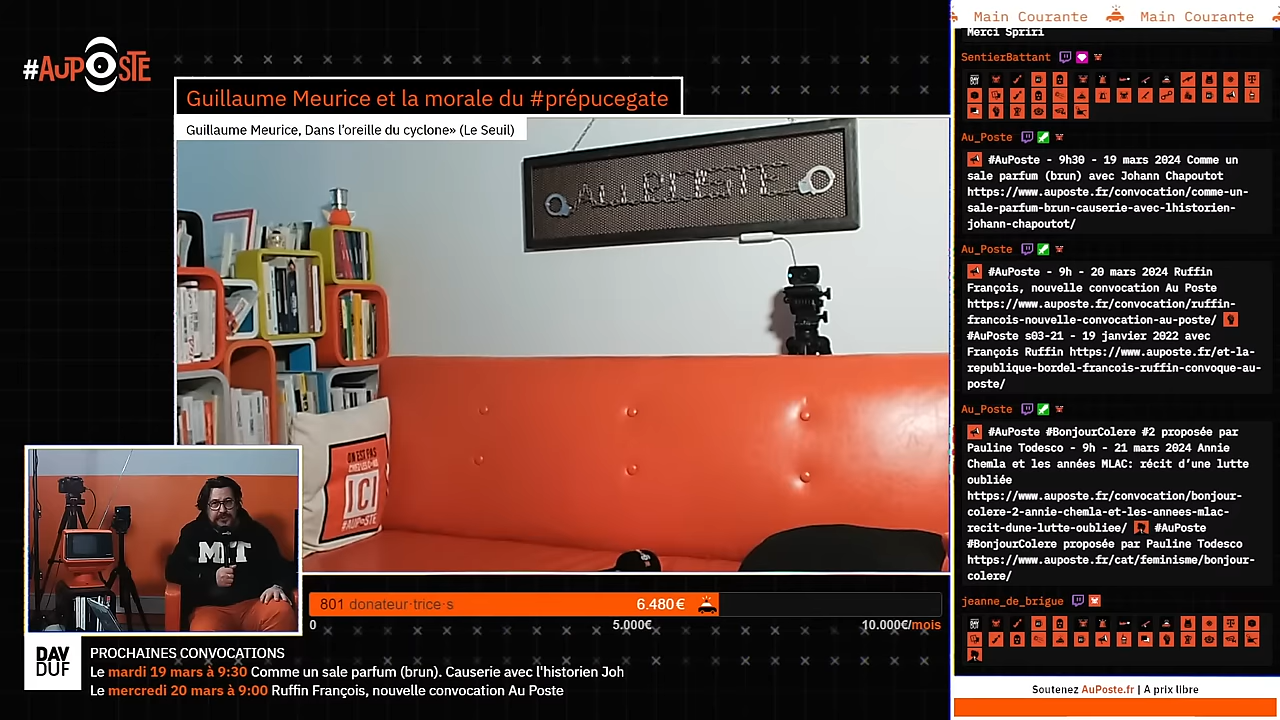 #AUPOSTE
Guillaume Meurice et la morale du #prépucegate
Guillaume Meurice, Dans l'oreille du cyclone» (Le Seuil)
AU POSTE
ON EST PAS
ICI
#AUPOSTE
MIT
801 donateur·trice·s
6.480€
0
5.000€
10.000€/mois
DAV
DUF
PROCHAINES CONVOCATIONS
Le mardi 19 mars à 9:30 Comme un sale parfum (brun). Causerie avec l'historien Joh
Le mercredi 20 mars à 9:00 Ruffin François, nouvelle convocation Au Poste
Main Courante
Main Courante
Merci Spriri
SentierBattant
Au_Poste
#AuPoste - 9h30 - 19 mars 2024 Comme un
sale parfum (brun) avec Johann Chapoutot
https://www.auposte.fr/convocation/comme-un-
sale-parfum-brun-causerie-avec-lhistorien-
johann-chapoutot/
Au_Poste
#AuPoste - 9h - 20 mars 2024 Ruffin
François, nouvelle convocation Au Poste
https://www.auposte.fr/convocation/ruffin-
francois-nouvelle-convocation-au-poste/
#AuPoste s03-21 - 19 janvier 2022 avec
François Ruffin https://www.auposte.fr/et-la-
republique-bordel-francois-ruffin-convoque-au-
poste/
Au_Poste
#AuPoste #BonjourColere #2 proposée par
Pauline Todesco - 9h - 21 mars 2024 Annie
Chemla et les années MLAC: récit d'une lutte
oubliée
https://www.auposte.fr/convocation/bonjour-
colere-2-annie-chemla-et-les-annees-mlac-
recit-dune-lutte-oubliee/ #AuPoste
#BonjourColere proposée par Pauline Todesco
https://www.auposte.fr/cat/feminisme/bonjour-
colere/
jeanne_de_brigue
Soutenez AuPoste.fr | A prix libre